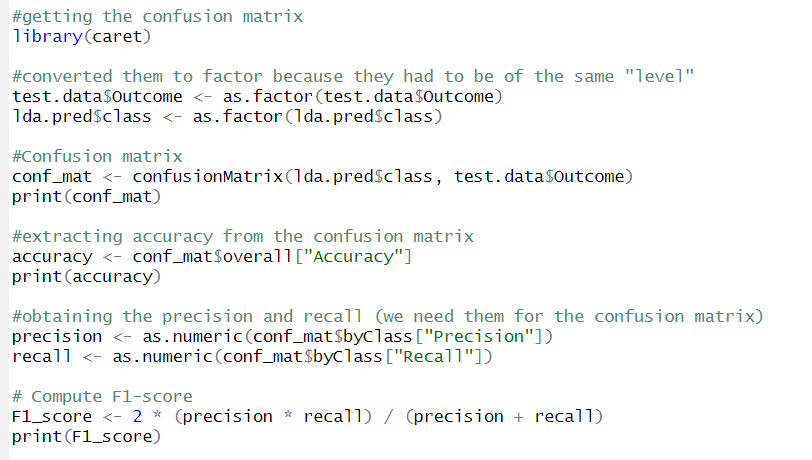 #getting the confusion matrix
library(caret)
#converted them to factor because they had to be of the same "level"
test.data$Outcome <- as.factor(test.data$Outcome)
lda.pred$class <- as.factor(lda.pred$class)
#Confusion matrix
conf_mat <- confusionMatrix(lda.pred$class, test.data$Outcome)
print(conf_mat)
#extracting accuracy from the confusion matrix
accuracy <- conf_mat$overall["Accuracy"]
print(accuracy)
#obtaining the precision and recall (we need them for the confusion matrix)
precision <- as.numeric(conf_mat$byClass["Precision"])
recall <- as.numeric(conf_mat$byClass["Recall"])
# Compute F1-score
F1_score <- 2 * (precision * recall) / (precision + recall)
print(F1_score)